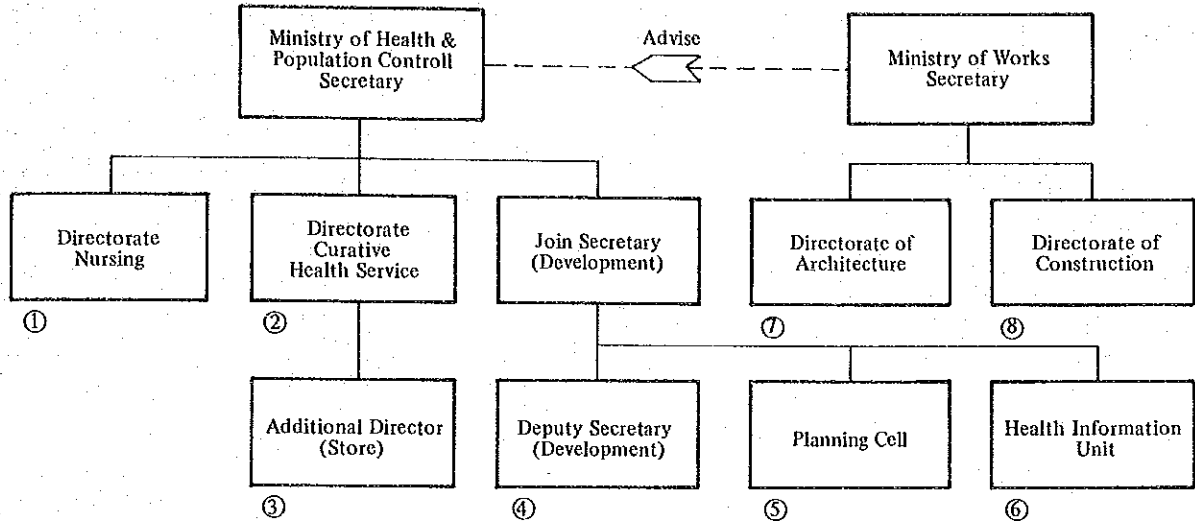 Ministry of Health &
Population Controll
Secretary
Advise
Ministry of Works
Secretary
Directorate
Nursing
①
Directorate
Curative
Health Service
②
Join Secretary
(Development)
Directorate of
Architecture
⑦
Directorate of
Construction
⑧
Additional Director
(Store)
③
Deputy Secretary
(Development)
④
Planning Cell
⑤
Health Information
Unit
⑥